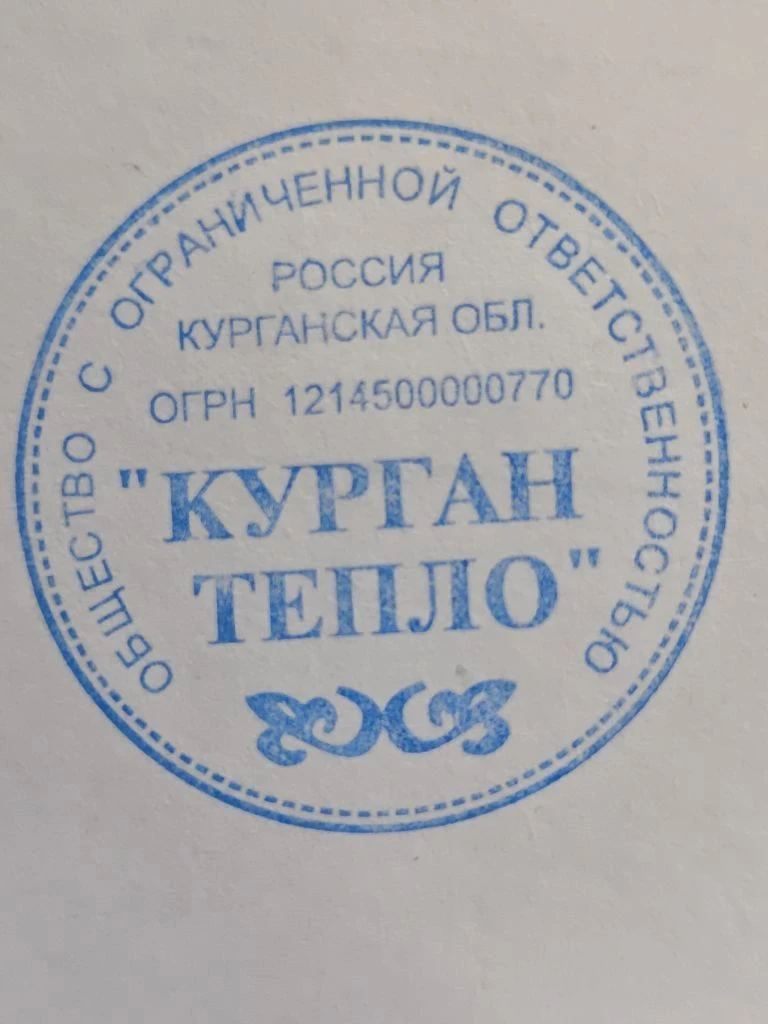 ОБЩЕСТВО С ОГРАНИЧЕННОЙ ОТВЕТСТВЕННОСТЬЮ
РОССИЯ
КУРГАНСКАЯ ОБЛ.
ОГРН 1214500000770
"КУРГАН
ТЕПЛО"